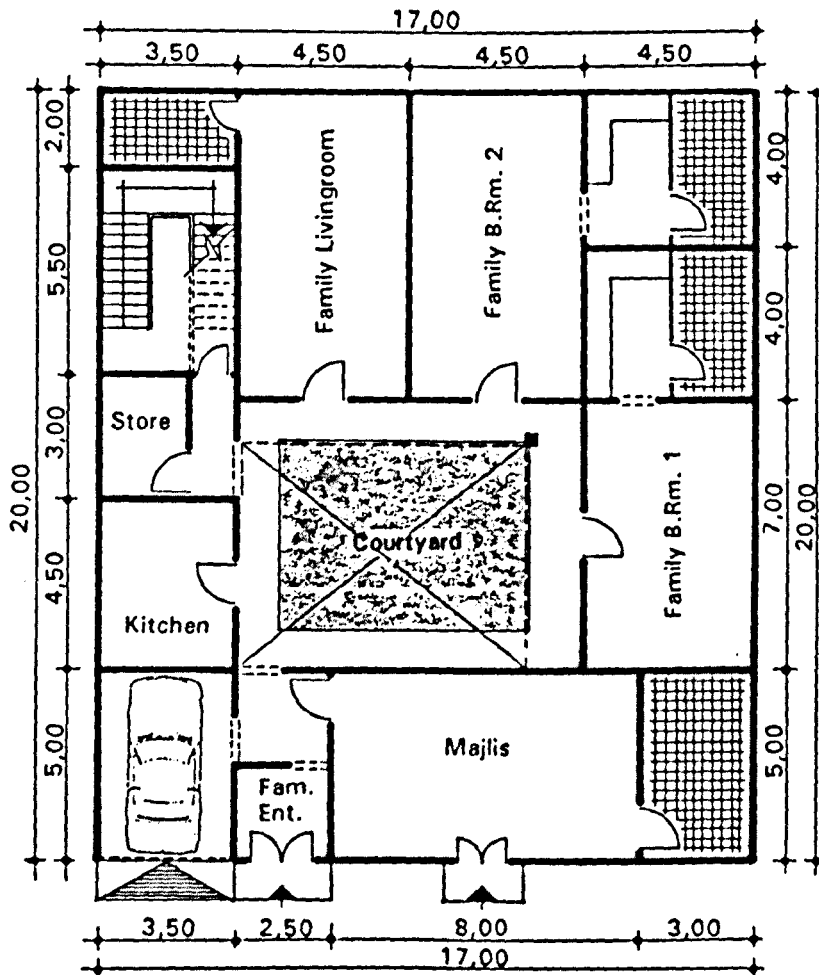 17,00
3,50 4,50 4,50 4,50
2,00
5,50
3,00
4,50
5,00
20,00
4,00
4,00
7,00
5,00
20,00
Family Livingroom
Family B.Rm. 2
Store
Courtyard
Family B.Rm. 1
Kitchen
Majlis
Fam.
Ent.
3,50 2,50 8,00 3,00
17,00